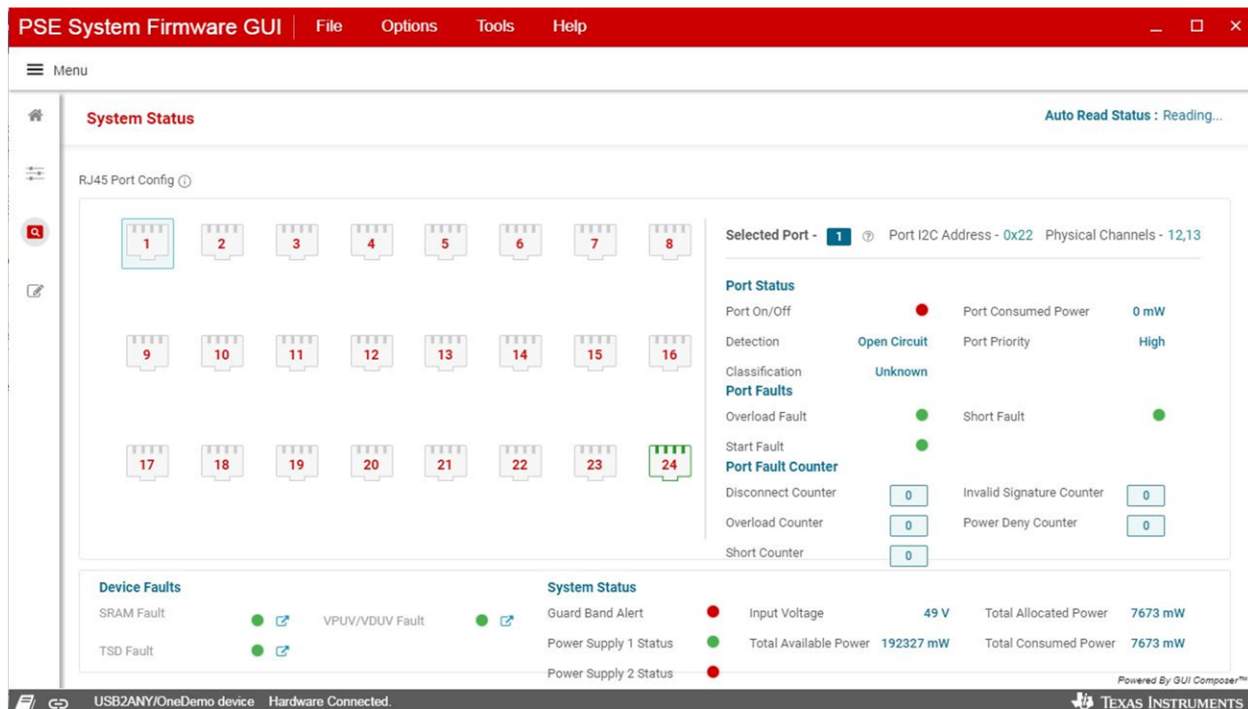 PSE System Firmware GUI File Options Tools Help
Menu
System Status
Auto Read Status : Reading...
RJ45 Port Config
1 2 3 4 5 6 7 8
9 10 11 12 13 14 15 16
17 18 19 20 21 22 23 24
Selected Port - 1 Port I2C Address - 0x22 Physical Channels - 12,13
Port Status
Port On/Off Port Consumed Power 0 mW
Detection Open Circuit Port Priority High
Classification Unknown
Port Faults
Overload Fault Short Fault
Start Fault
Port Fault Counter
Disconnect Counter 0 Invalid Signature Counter 0
Overload Counter 0 Power Deny Counter 0
Short Counter 0
Device Faults
SRAM Fault VPUV/VDUV Fault
TSD Fault
System Status
Guard Band Alert Input Voltage 49 V Total Allocated Power 7673 mW
Power Supply 1 Status Total Available Power 192327 mW Total Consumed Power 7673 mW
Power Supply 2 Status
Powered By GUI Composer™
USB2ANY/OneDemo device Hardware Connected.
TEXAS INSTRUMENTS